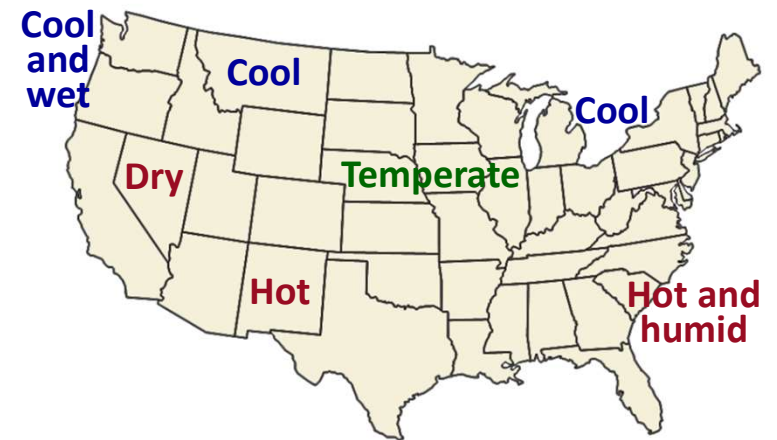 Cool
and
wet
Cool
Cool
Dry
Temperate
Hot
Hot and
humid